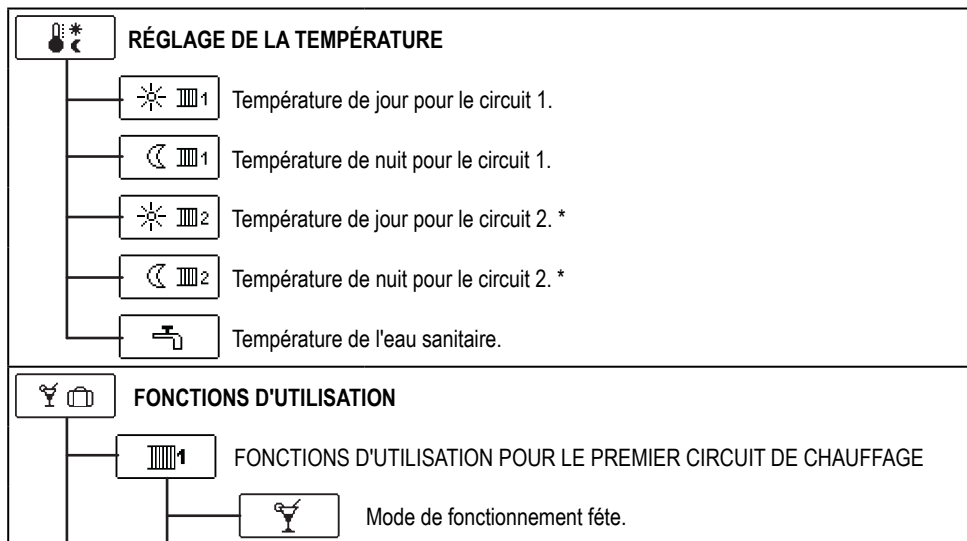 RÉGLAGE DE LA TEMPÉRATURE
1 Température de jour pour le circuit 1.
1 Température de nuit pour le circuit 1.
2 Température de jour pour le circuit 2. *
2 Température de nuit pour le circuit 2. *
Température de l'eau sanitaire.
FONCTIONS D'UTILISATION
1 FONCTIONS D'UTILISATION POUR LE PREMIER CIRCUIT DE CHAUFFAGE
Mode de fonctionnement féte.